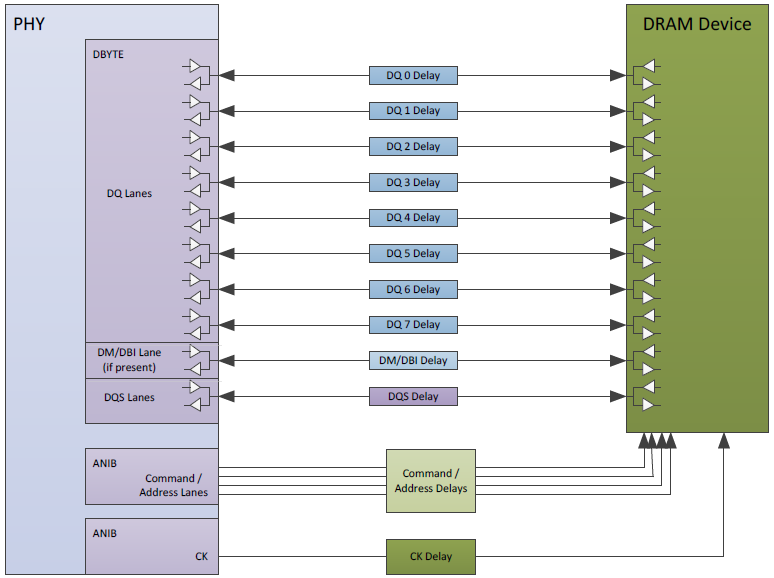 PHY
DRAM Device
DBYTE
DQ 0 Delay
DQ 1 Delay
DQ 2 Delay
DQ 3 Delay
DQ Lanes
DQ 4 Delay
DQ 5 Delay
DQ 6 Delay
DQ 7 Delay
DM/DBI Lane
(if present)
DM/DBI Delay
DQS Lanes
DQS Delay
ANIB
Command /
Address Lanes
Command /
Address Delays
ANIB
CK
CK Delay